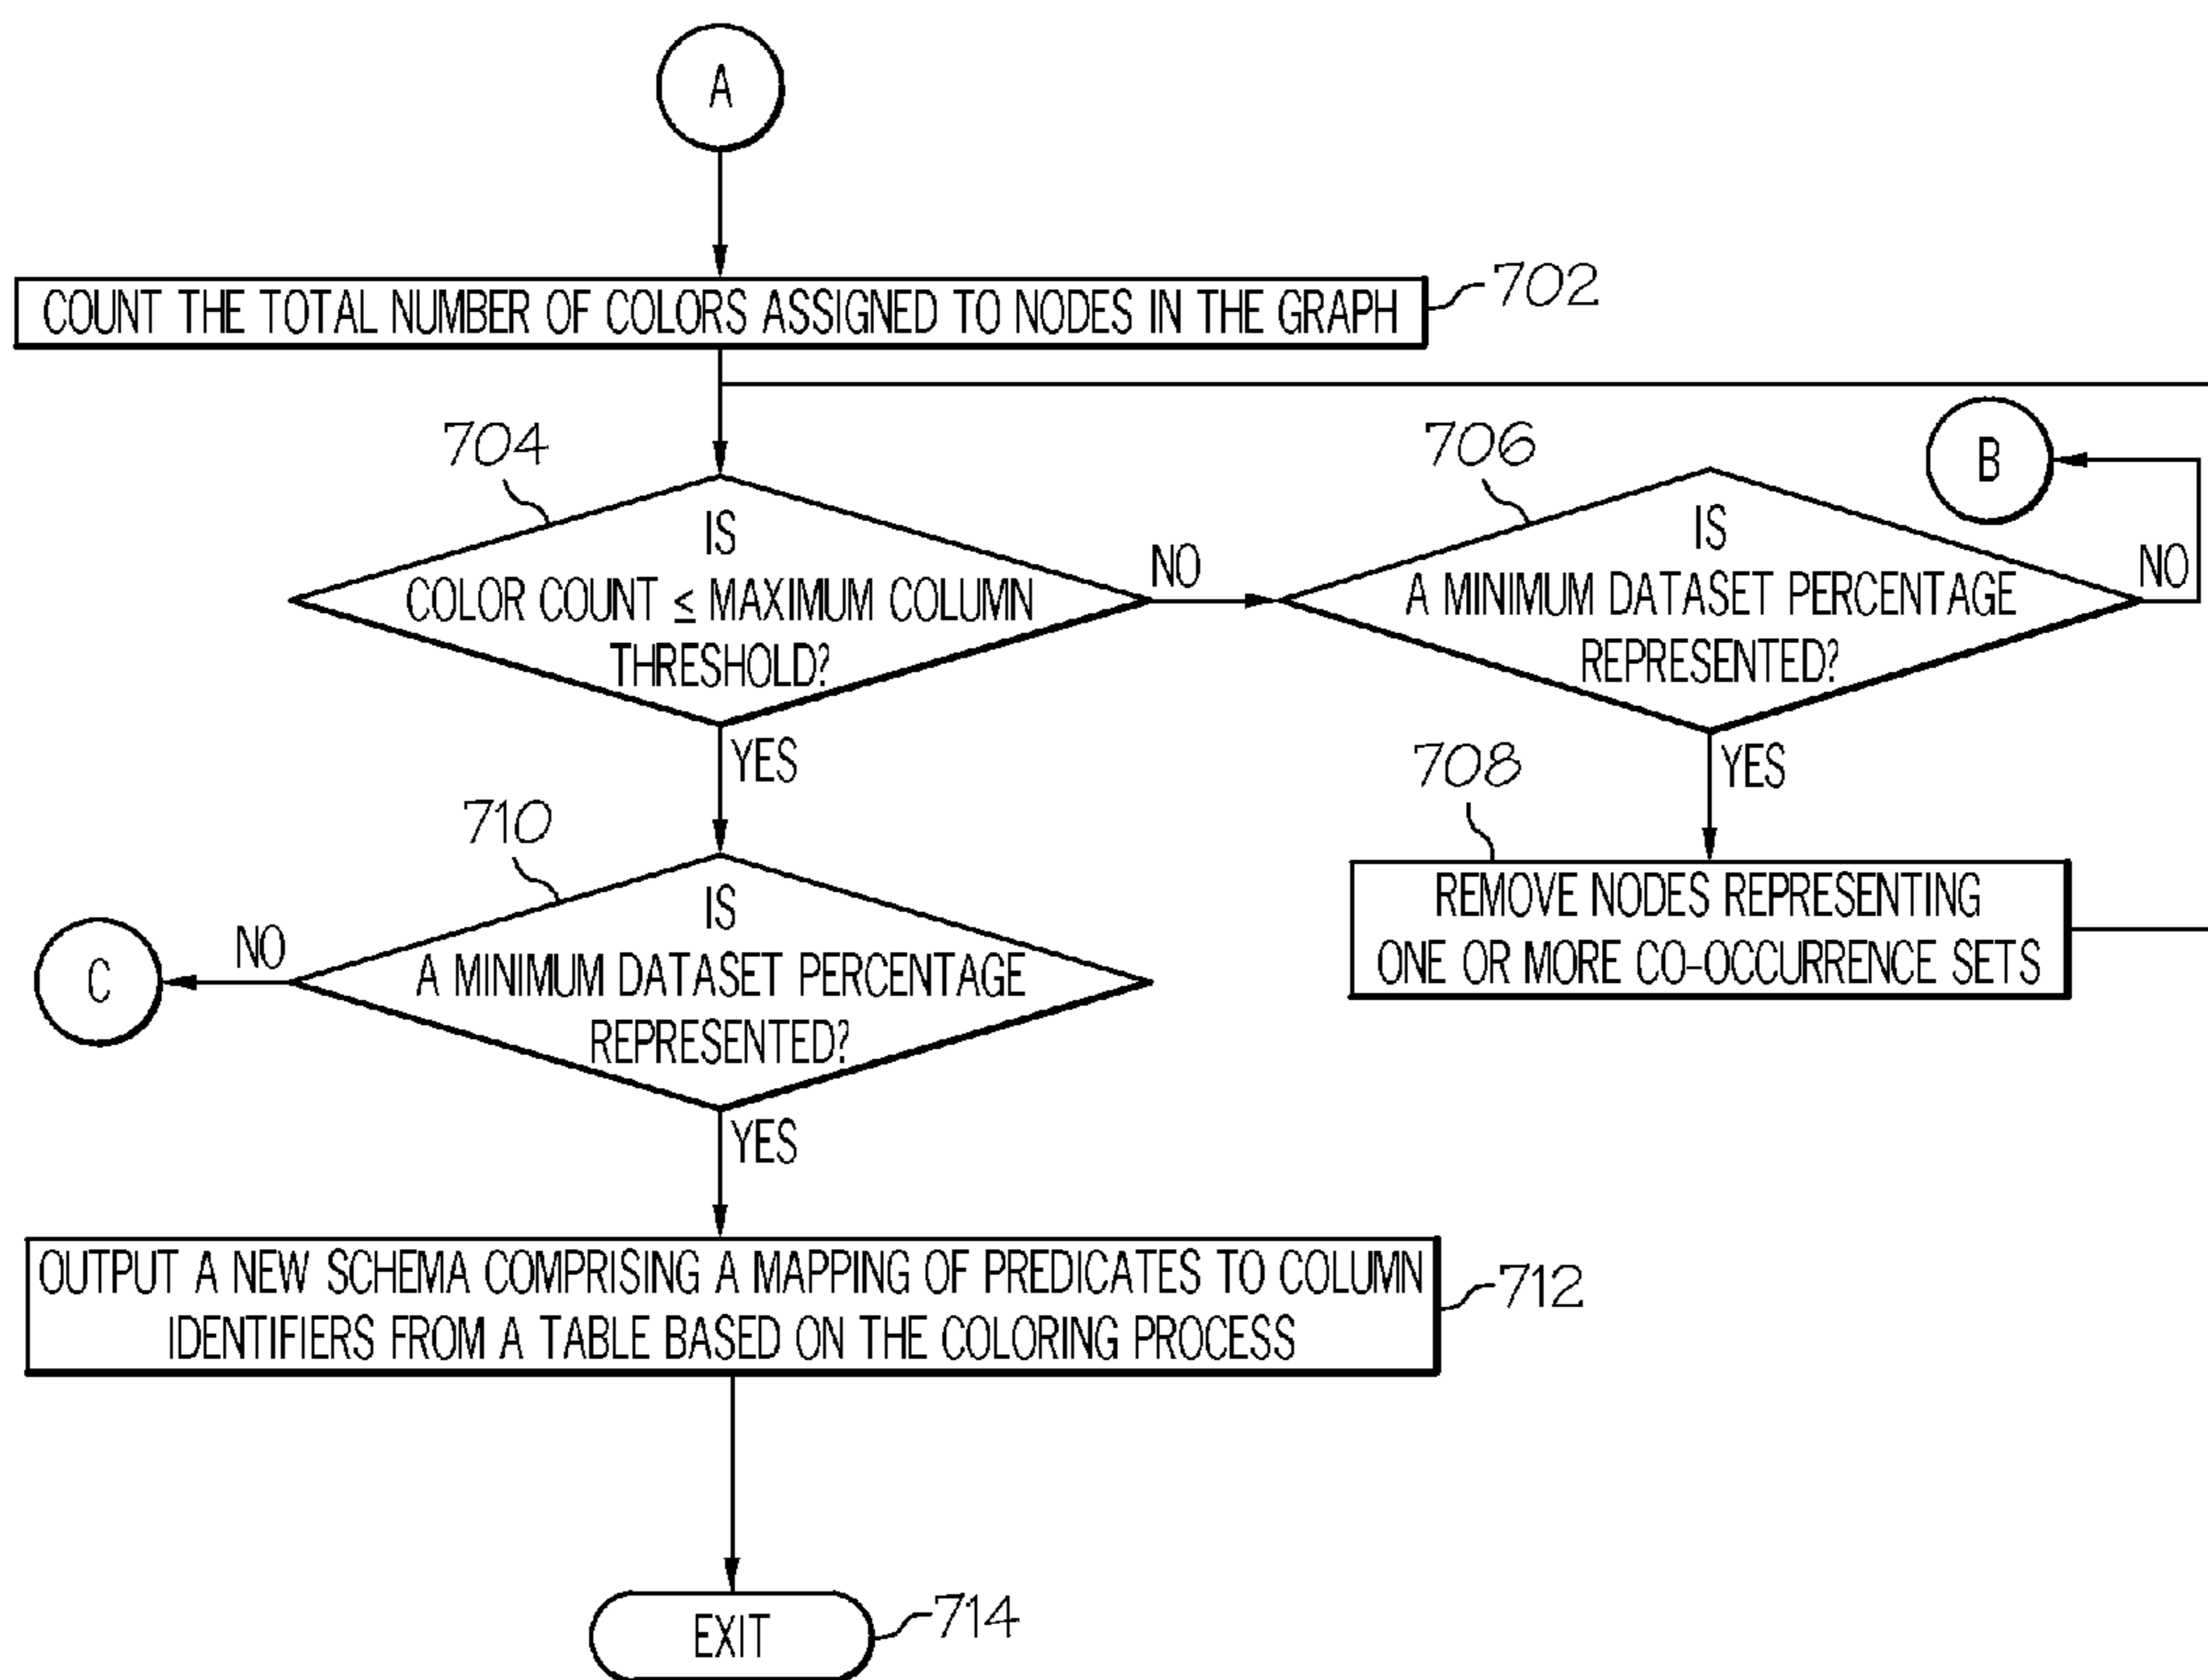 A
COUNT THE TOTAL NUMBER OF COLORS ASSIGNED TO NODES IN THE GRAPH
702
704
IS
COLOR COUNT ≤ MAXIMUM COLUMN
THRESHOLD?
NO
YES
706
IS
A MINIMUM DATASET PERCENTAGE
REPRESENTED?
NO
B
YES
708
REMOVE NODES REPRESENTING
ONE OR MORE CO-OCCURRENCE SETS
710
IS
A MINIMUM DATASET PERCENTAGE
REPRESENTED?
NO
C
YES
OUTPUT A NEW SCHEMA COMPRISING A MAPPING OF PREDICATES TO COLUMN
IDENTIFIERS FROM A TABLE BASED ON THE COLORING PROCESS
712
EXIT
714